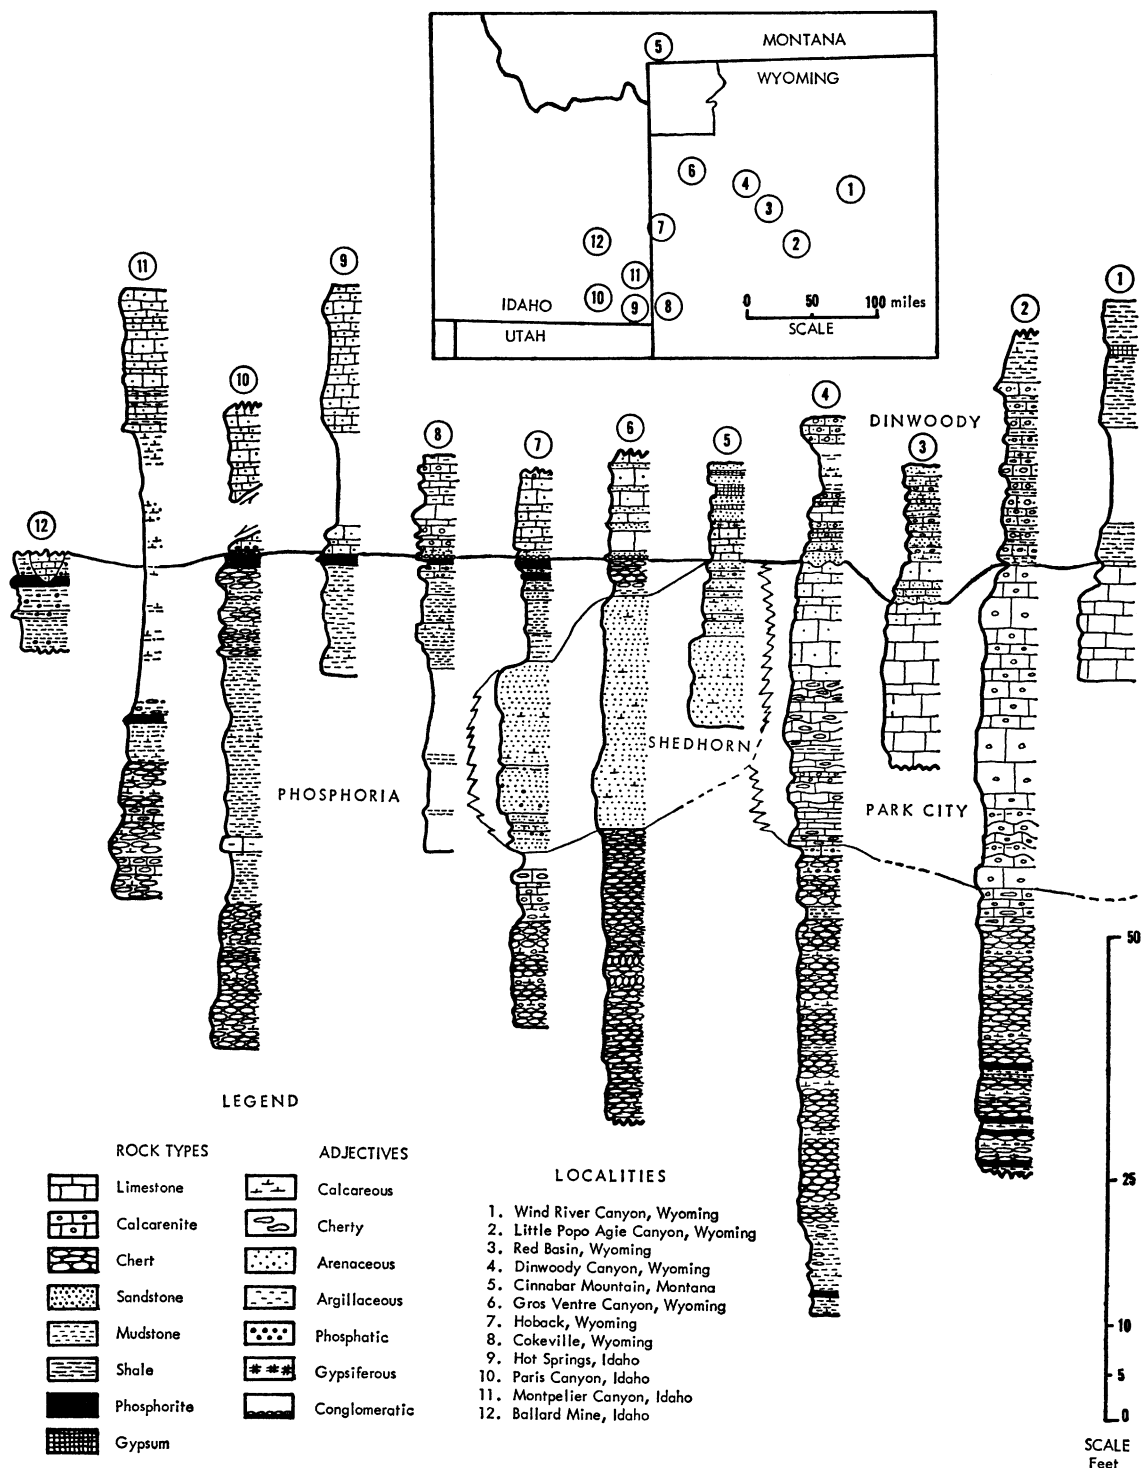 5
MONTANA
WYOMING
6
4
1
3
7
12
2
11
10
9
8
IDAHO
UTAH
0 50 100 miles
SCALE
11
9
1
2
10
4
DINWOODY
8
7
6
5
3
12
SHEDHORN
PHOSPHORIA
PARK CITY
50
25
10
5
0
SCALE
Feet
LEGEND
ROCK TYPES
Limestone
Calcarenite
Chert
Sandstone
Mudstone
Shale
Phosphorite
Gypsum
ADJECTIVES
Calcareous
Cherty
Arenaceous
Argillaceous
Phosphatic
Gypsiferous
Conglomeratic
LOCALITIES
1. Wind River Canyon, Wyoming
2. Little Popo Agie Canyon, Wyoming
3. Red Basin, Wyoming
4. Dinwoody Canyon, Wyoming
5. Cinnabar Mountain, Montana
6. Gros Ventre Canyon, Wyoming
7. Hoback, Wyoming
8. Cokeville, Wyoming
9. Hot Springs, Idaho
10. Paris Canyon, Idaho
11. Montpelier Canyon, Idaho
12. Ballard Mine, Idaho